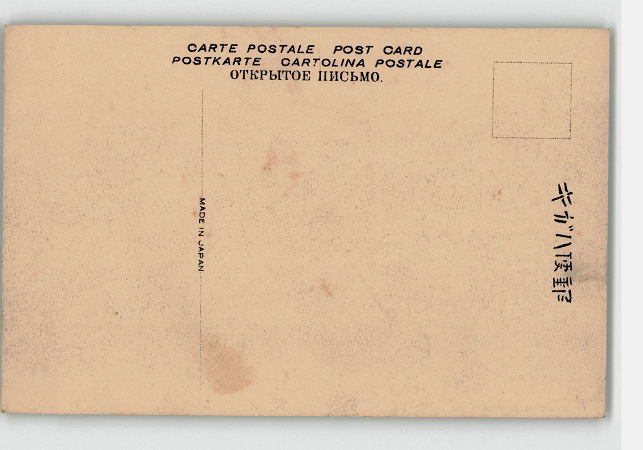 CARTE POSTALE POST CARD
POSTKARTE CARTOLINA POSTALE
ОТКРЫТОЕ ПИСЬМО.
MADE IN JAPAN
郵便ハガキ